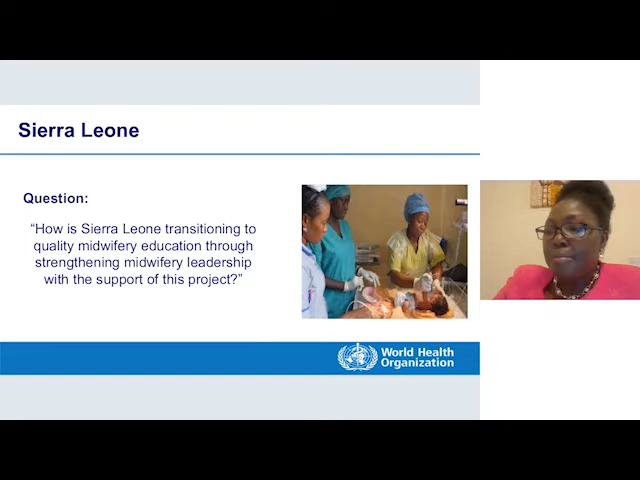 Sierra Leone
Question:
“How is Sierra Leone transitioning to
quality midwifery education through
strengthening midwifery leadership
with the support of this project?”
World Health
Organization